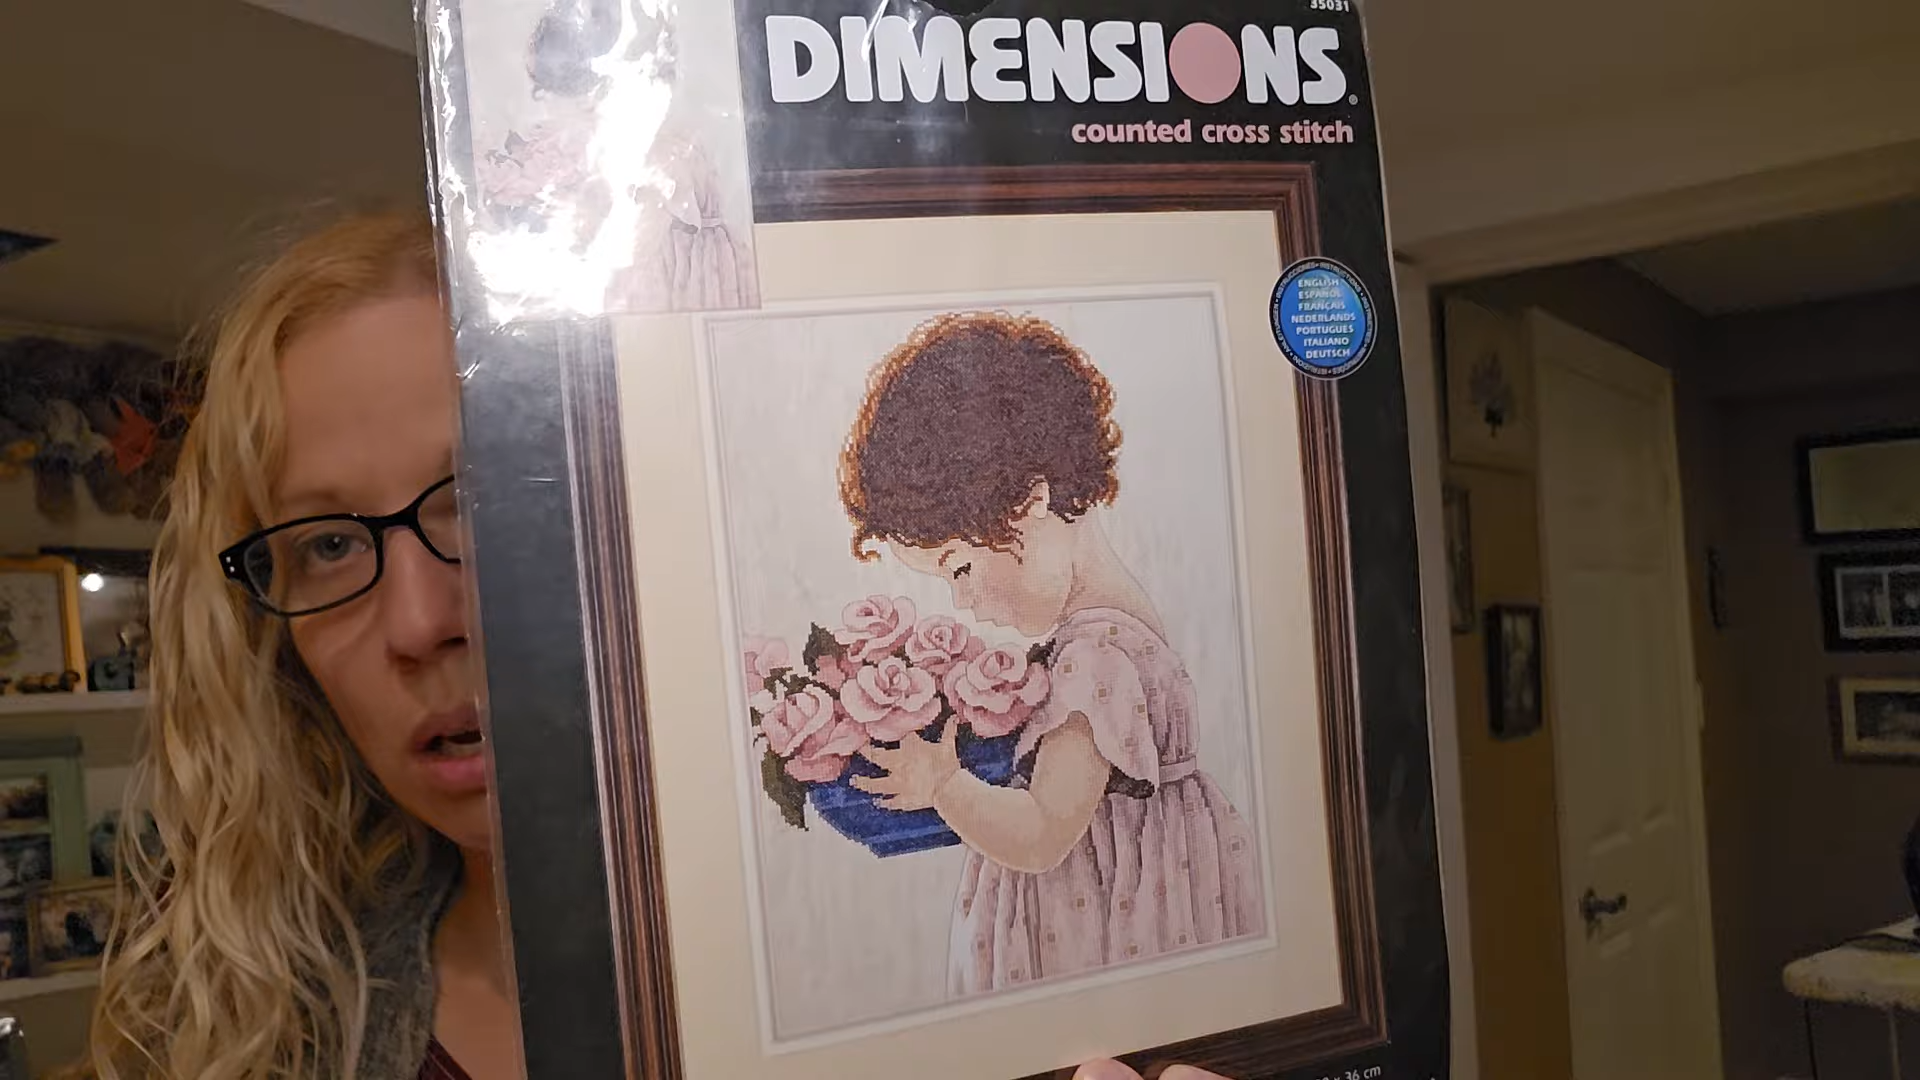 35031
DIMENSIONS®
counted cross stitch
ENGLISH
ESPAÑOL
FRANÇAIS
NEDERLANDS
PORTUGUES
ITALIANO
DEUTSCH
x 36 cm